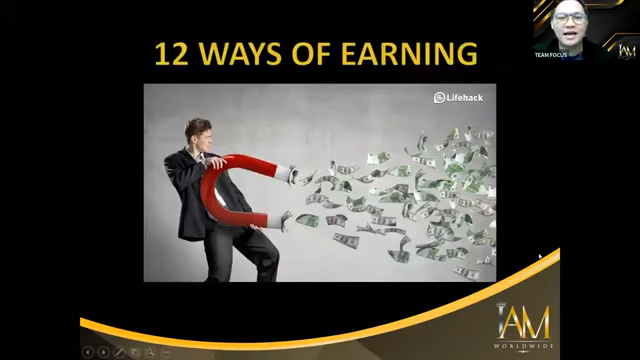 12 WAYS OF EARNING
Lifehack
TEAM FOCUS
IAM
IAM
WORLDWIDE